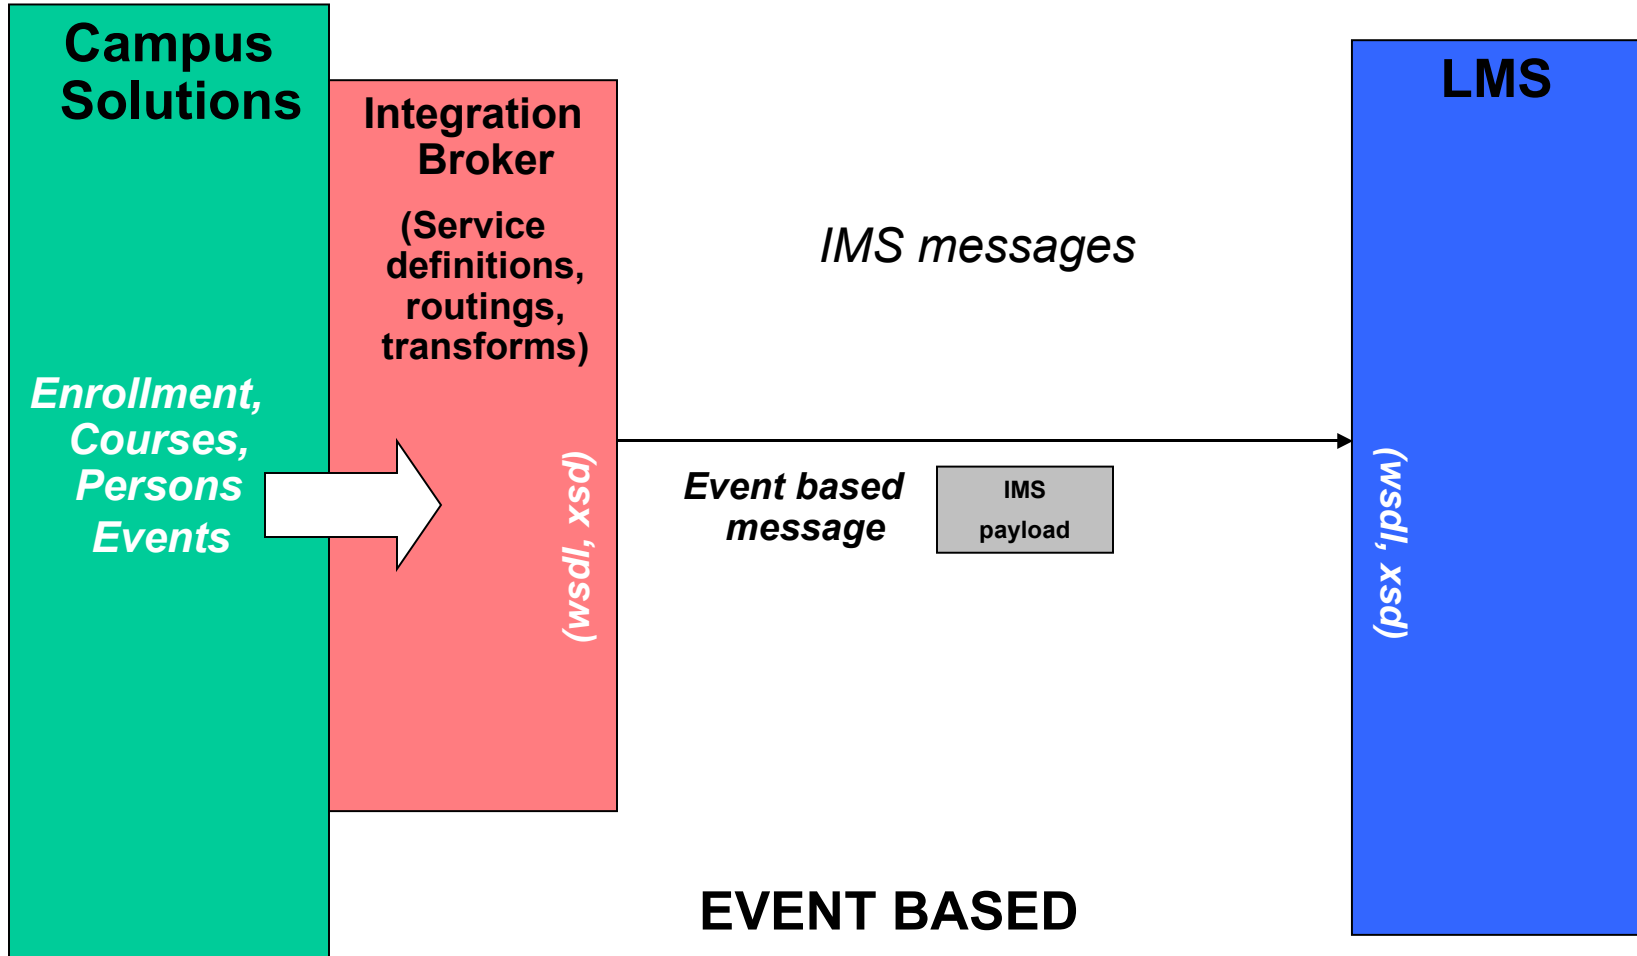 Campus
Solutions
Integration
Broker
(Service
definitions,
routings,
transforms)
Enrollment,
Courses,
Persons
Events
(wsdl, xsd)
IMS messages
Event based
message
IMS
payload
LMS
(wsdl, xsd)
EVENT BASED